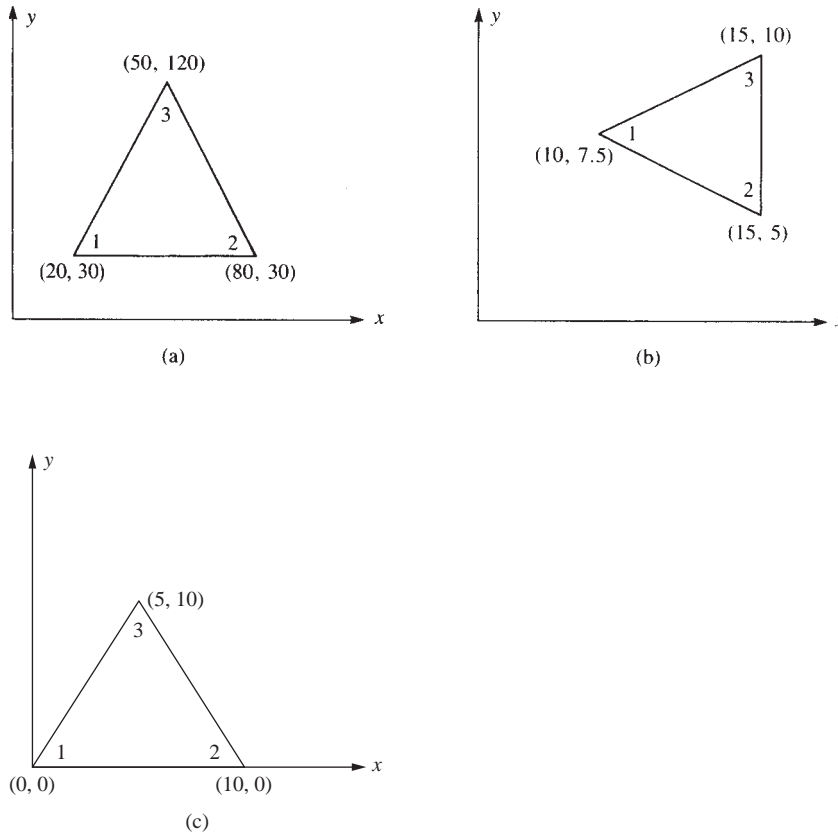 y
(50, 120)
3
1
2
(20, 30)
(80, 30)
x
(a)
y
(15, 10)
3
1
(10, 7.5)
2
(15, 5)
(b)
y
(5, 10)
3
1
2
x
(0, 0)
(10, 0)
(c)